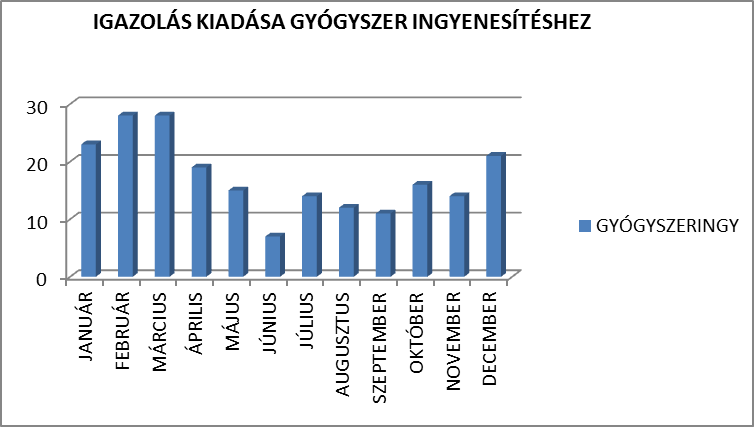 IGAZOLÁS KIADÁSA GYÓGYSZER INGYENESÍTÉSHEZ
30
20
10
0
JANUÁR
FEBRUÁR
MÁRCIUS
ÁPRILIS
MÁJUS
JÚNIUS
JÚLIUS
AUGUSZTUS
SZEPTEMBER
OKTÓBER
NOVEMBER
DECEMBER
GYÓGYSZERINGY